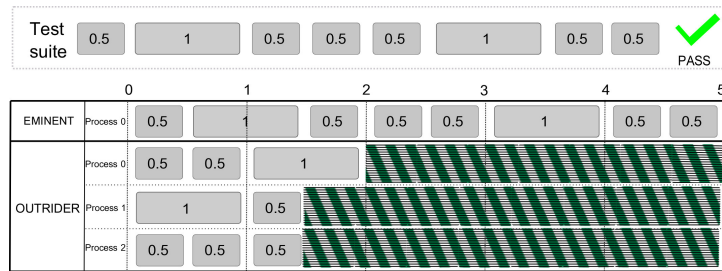 Test suite 0.5 1 0.5 0.5 0.5 1 0.5 0.5 PASS
0 1 2 3 4 5
EMINENT Process 0 0.5 1 0.5 0.5 0.5 1 0.5 0.5
Process 0 0.5 0.5 1
OUTRIDER Process 1 1 0.5
Process 2 0.5 0.5 0.5